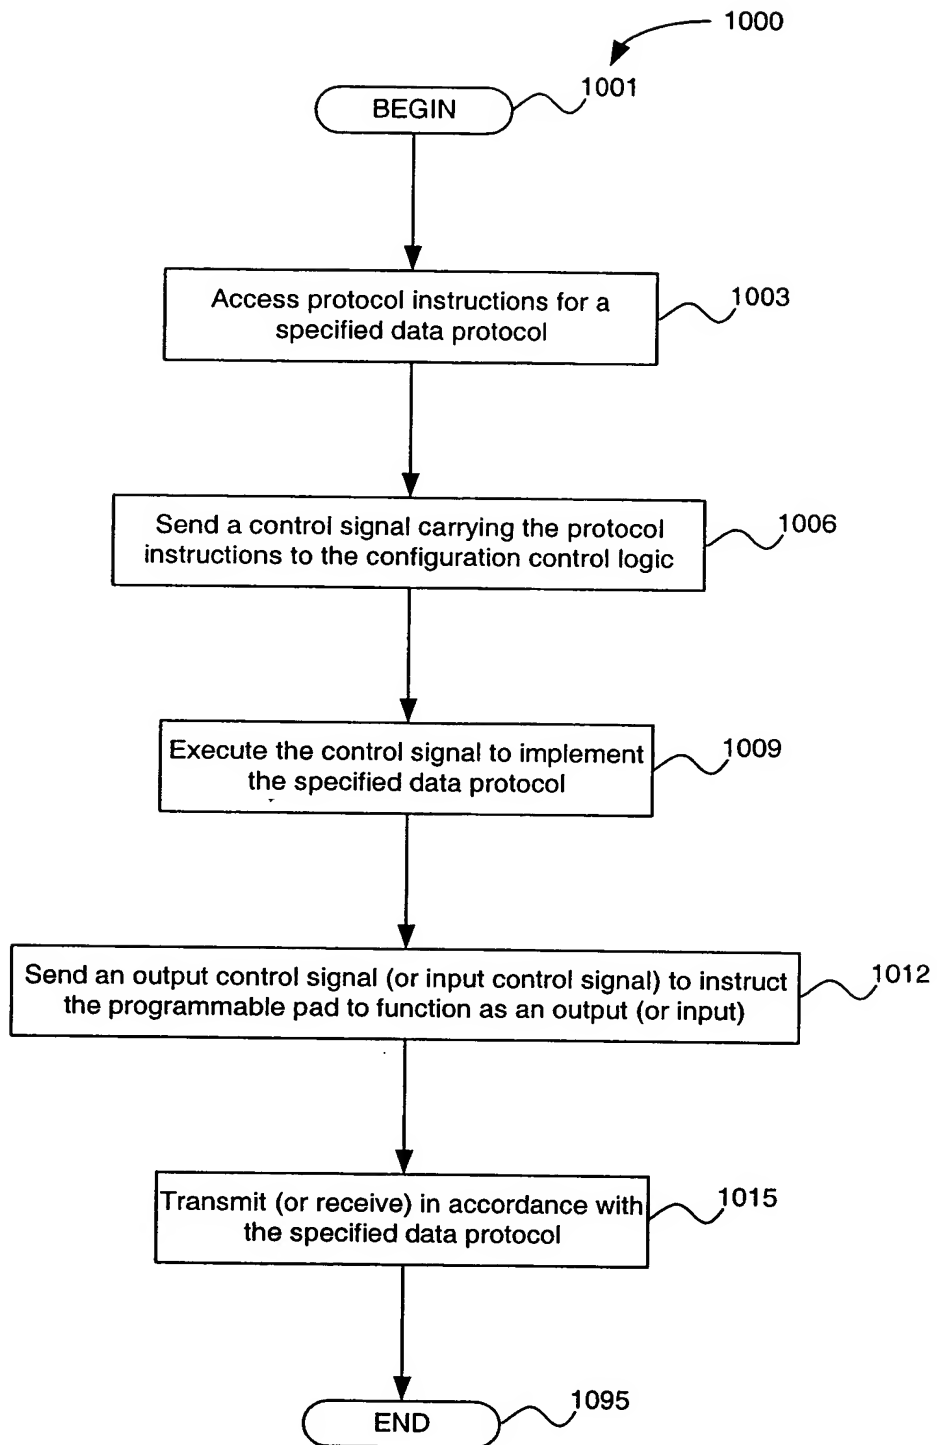 1000
BEGIN
1001
Access protocol instructions for a
specified data protocol
1003
Send a control signal carrying the protocol
instructions to the configuration control logic
1006
Execute the control signal to implement
the specified data protocol
1009
Send an output control signal (or input control signal) to instruct
the programmable pad to function as an output (or input)
1012
Transmit (or receive) in accordance with
the specified data protocol
1015
END
1095